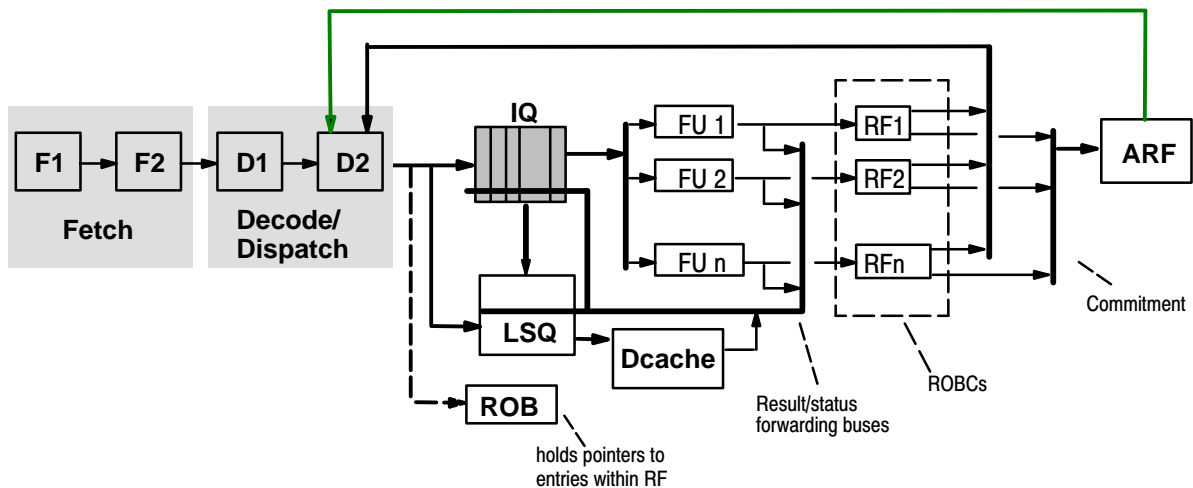 F1
F2
Fetch
D1
D2
Decode/
Dispatch
IQ
LSQ
ROB
holds pointers to
entries within RF
Dcache
FU 1
FU 2
FU n
Result/status
forwarding buses
RF1
RF2
RFn
ROBCs
Commitment
ARF